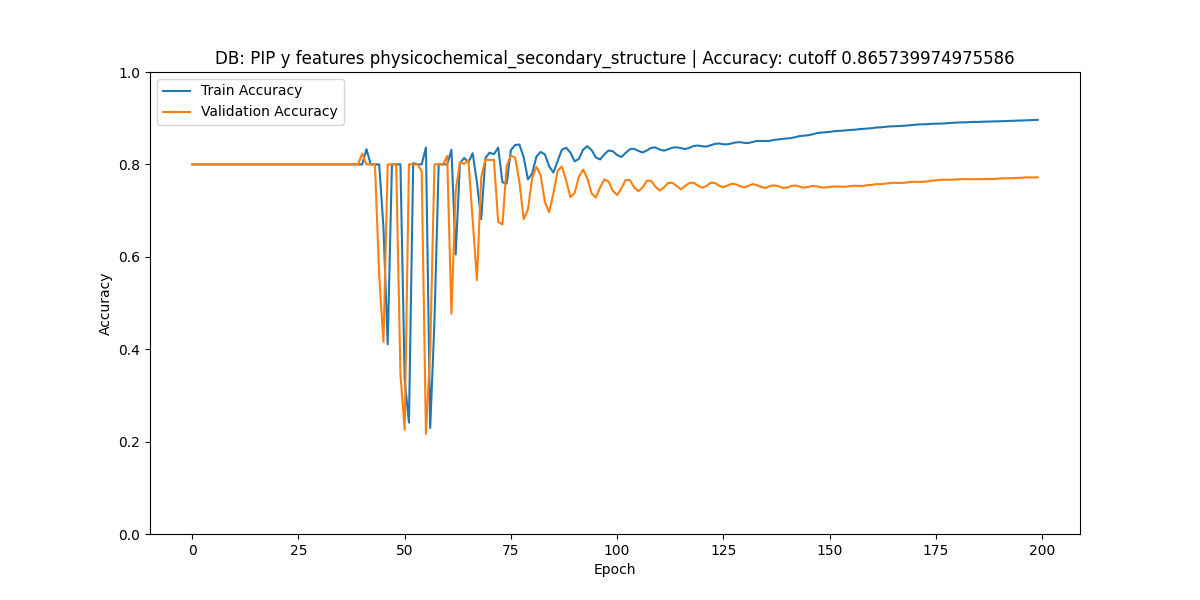 DB: PIP y features physicochemical_secondary_structure | Accuracy: cutoff 0.865739974975586
1.0
Train Accuracy
Validation Accuracy
0.8
0.6
Accuracy
0.4
0.2
0.0
0 25 50 75 100 125 150 175 200
Epoch